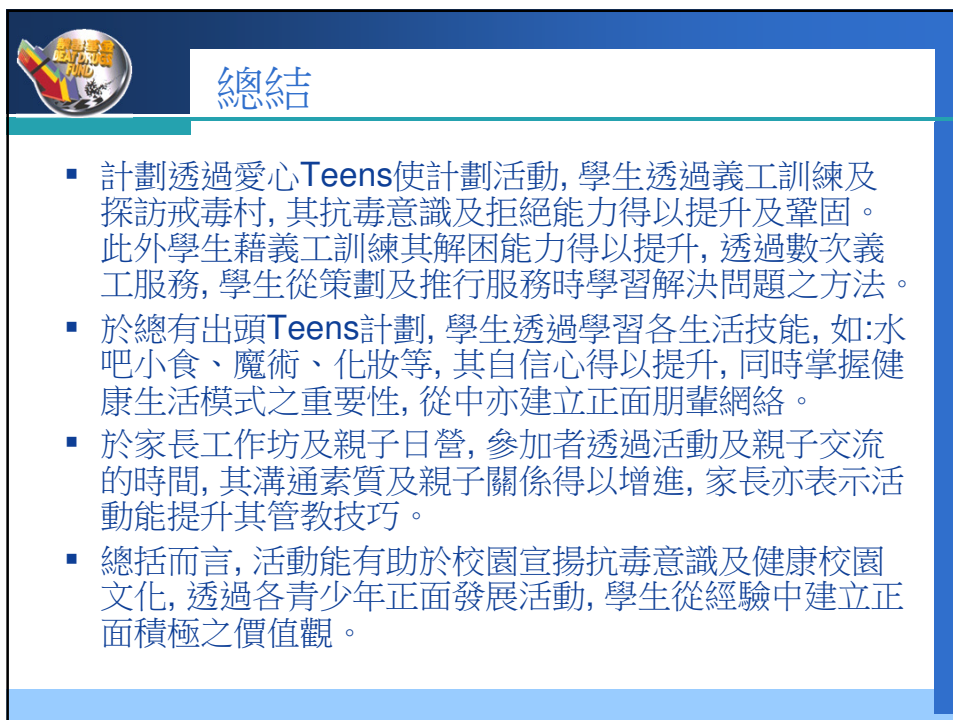 禁毒基金
BEAT DRUGS
FUND
總結
▪ 計劃透過愛心Teens使計劃活動, 學生透過義工訓練及
探訪戒毒村, 其抗毒意識及拒絕能力得以提升及鞏固。
此外學生藉義工訓練其解困能力得以提升, 透過數次義
工服務, 學生從策劃及推行服務時學習解決問題之方法。
▪ 於總有出頭Teens計劃, 學生透過學習各生活技能, 如:水
吧小食、魔術、化妝等, 其自信心得以提升, 同時掌握健
康生活模式之重要性, 從中亦建立正面朋輩網絡。
▪ 於家長工作坊及親子日營, 參加者透過活動及親子交流
的時間, 其溝通素質及親子關係得以增進, 家長亦表示活
動能提升其管教技巧。
▪ 總括而言, 活動能有助於校園宣揚抗毒意識及健康校園
文化, 透過各青少年正面發展活動, 學生從經驗中建立正
面積極之價值觀。